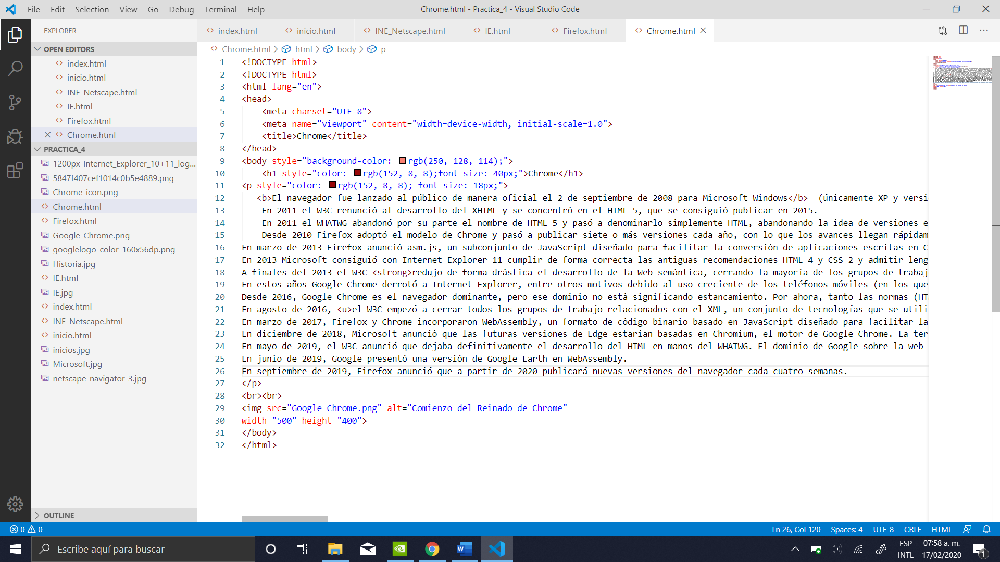 File Edit Selection View Go Debug Terminal Help
Chrome.html - Practica_4 - Visual Studio Code
EXPLORER
OPEN EDITORS
index.html
inicio.html
INE_Netscape.html
IE.html
Firefox.html
Chrome.html
PRACTICA_4
1200px-Internet_Explorer_10+11_log...
5847f407cef1014c0b5e4889.png
Chrome-icon.png
Chrome.html
Firefox.html
Google_Chrome.png
googlelogo_color_160x56dp.png
Historia.jpg
IE.html
IE.jpg
index.html
INE_Netscape.html
inicio.html
inicios.jpg
Microsoft.jpg
netscape-navigator-3.jpg
OUTLINE
index.html inicio.html INE_Netscape.html IE.html Firefox.html Chrome.html
Chrome.html > html > body > p
1 <!DOCTYPE html>
2 <!DOCTYPE html>
3 <html lang="en">
4 <head>
5 <meta charset="UTF-8">
6 <meta name="viewport" content="width=device-width, initial-scale=1.0">
7 <title>Chrome</title>
8 </head>
9 <body style="background-color: rgb(250, 128, 114);">
10 <h1 style="color: rgb(152, 8, 8);font-size: 40px;">Chrome</h1>
11 <p style="color: rgb(152, 8, 8); font-size: 18px;">
12 <b>El navegador fue lanzado al público de manera oficial el 2 de septiembre de 2008 para Microsoft Windows</b> (únicamente XP y versi
13 En 2011 el W3C renunció al desarrollo del XHTML y se concentró en el HTML 5, que se consiguió publicar en 2015.
14 En 2011 el WHATWG abandonó por su parte el nombre de HTML 5 y pasó a denominarlo simplemente HTML, abandonando la idea de versiones e
15 Desde 2010 Firefox adoptó el modelo de Chrome y pasó a publicar siete o más versiones cada año, con lo que los avances llegan rápidam
16 En marzo de 2013 Firefox anunció asm.js, un subconjunto de JavaScript diseñado para facilitar la conversión de aplicaciones escritas en C
17 En 2013 Microsoft consiguió con Internet Explorer 11 cumplir de forma correcta las antiguas recomendaciones HTML 4 y CSS 2 y admitir leng
18 A finales del 2013 el W3C <strong>redujo de forma drástica el desarrollo de la Web semántica, cerrando la mayoría de los grupos de trabaj
19 En estos años Google Chrome derrotó a Internet Explorer, entre otros motivos debido al uso creciente de los teléfonos móviles (en los que
20 Desde 2016, Google Chrome es el navegador dominante, pero ese dominio no está significando estancamiento. Por ahora, tanto las normas (HT
21 En agosto de 2016, <u>el W3C empezó a cerrar todos los grupos de trabajo relacionados con el XML, un conjunto de tecnologías que se utili
22 En marzo de 2017, Firefox y Chrome incorporaron WebAssembly, un formato de código binario basado en JavaScript diseñado para facilitar la
23 En diciembre de 2018, Microsoft anunció que las futuras versiones de Edge estarían basadas en Chromium, el motor de Google Chrome. La ter
24 En mayo de 2019, el W3C anunció que dejaba definitivamente el desarrollo del HTML en manos del WHATWG. El dominio de Google sobre la web
25 En junio de 2019, Google presentó una versión de Google Earth en WebAssembly.
26 En septiembre de 2019, Firefox anunció que a partir de 2020 publicará nuevas versiones del navegador cada cuatro semanas.
27 </p>
28 <br><br>
29 <img src="Google_Chrome.png" alt="Comienzo del Reinado de Chrome"
30 width="500" height="400">
31 </body>
32 </html>
0 0
Ln 26, Col 120 Spaces: 4 UTF-8 CRLF HTML
Escribe aquí para buscar
ESP
INTL
07:58 a. m.
17/02/2020
1